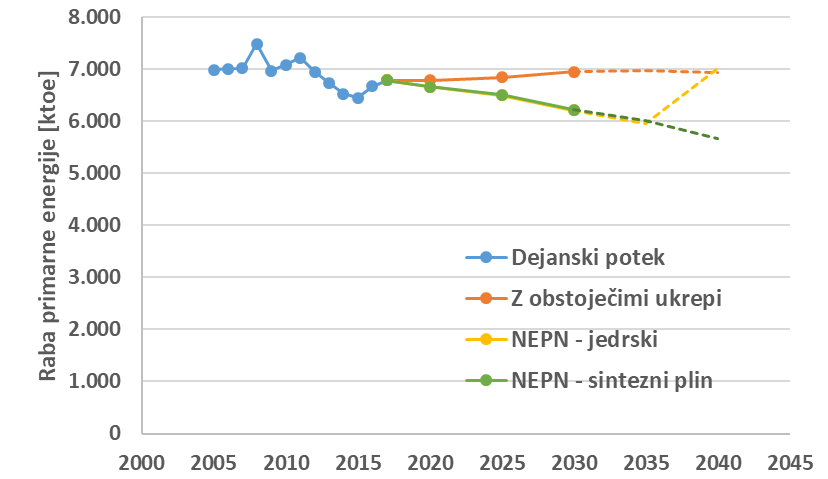 8.000
7.000
6.000
5.000
4.000
3.000
2.000
1.000
0
Raba primarne energije [ktoe]
Dejanski potek
Z obstoječimi ukrepi
NEPN - jedrski
NEPN - sintezni plin
2000 2005 2010 2015 2020 2025 2030 2035 2040 2045